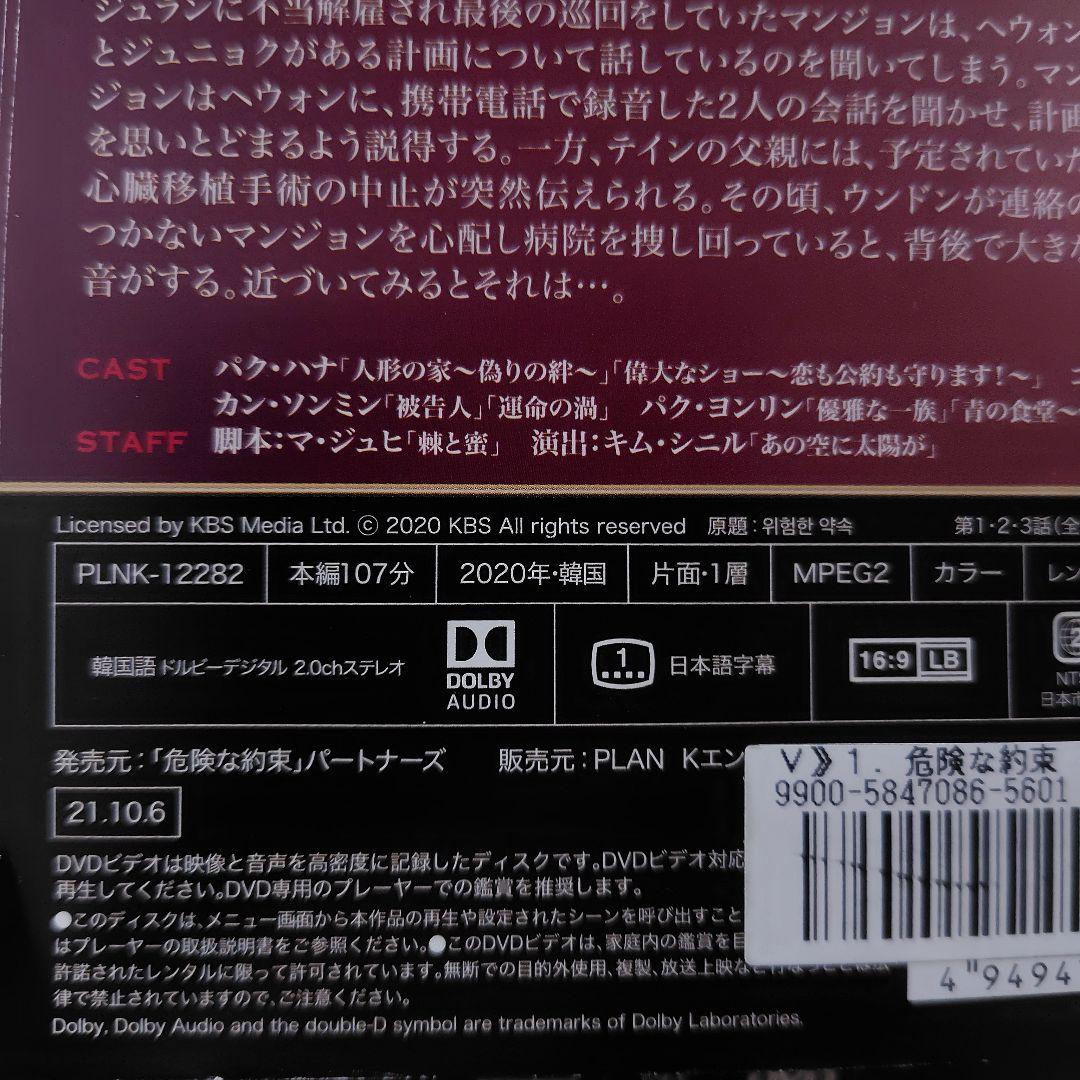 ジュランに不当解雇され最後の巡回をしていたマンジョンは、ヘウォン
とジュニョクがある計画について話しているのを聞いてしまう。マン
ジョンはヘウォンに、携帯電話で録音した2人の会話を聞かせ、計画
を思いとどまるよう説得する。一方、テインの父親には、予定されていた
心臓移植手術の中止が突然伝えられる。その頃、ウンドンが連絡の
つかないマンジョンを心配し病院を捜し回っていると、背後で大きな
音がする。近づいてみるとそれは…。
CAST パク・ハナ「人形の家～偽りの絆～」「偉大なショー～恋も公約も守ります！～」
カン・ソンミン「被告人」「運命の渦」 パク・ヨンリン「優雅な一族」「青の食堂～
STAFF 脚本：マ・ジュヒ「棘と蜜」 演出：キム・シニル「あの空に太陽が」
Licensed by KBS Media Ltd. © 2020 KBS All rights reserved 原題：위험한 약속 第1・2・3話（全
PLNK-12282 本編107分 2020年・韓国 片面・1層 MPEG2 カラー レン
韓国語 ドルビーデジタル 2.0chステレオ DOLBY AUDIO 1 日本語字幕 16:9 LB 2 NTS 日本市
発売元：「危険な約束」パートナーズ 販売元：PLAN Kエン
V》1. 危険な約束
9900-5847086-5601
21.10.6
DVDビデオは映像と音声を高密度に記録したディスクです。DVDビデオ対応
再生してください。DVD専用のプレーヤーでの鑑賞を推奨します。
●このディスクは、メニュー画面から本作品の再生や設定されたシーンを呼び出すこと
はプレーヤーの取扱説明書をご参照ください。●このDVDビデオは、家庭内の鑑賞を目
許諾されたレンタルに限って許可されています。無断での目的外使用、複製、放送上映など
律で禁止されていますので、ご注意ください。
4"9494
Dolby, Dolby Audio and the double-D symbol are trademarks of Dolby Laboratories.